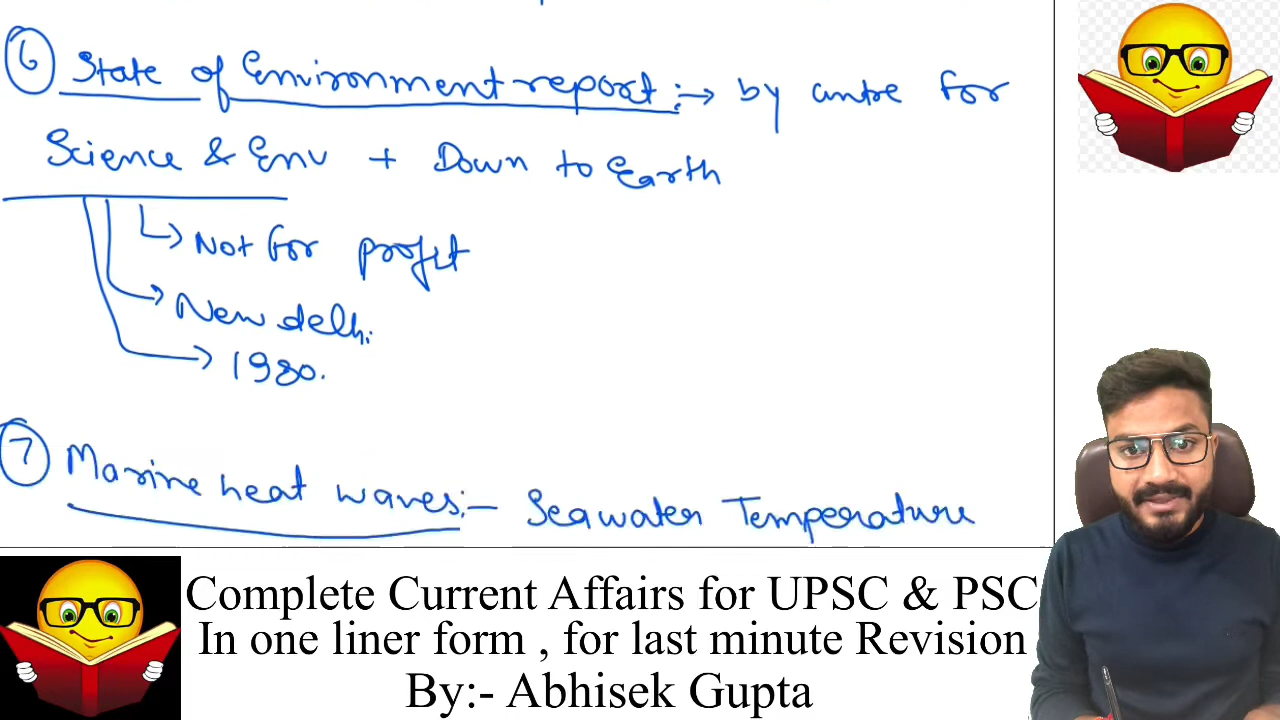 6 State of Environment report :→ by centre for
Science & Env + Down to Earth
↳ Not for profit
→ New delhi.
→ 1980.
7 Marine heat waves :- Seawater Temperature
Complete Current Affairs for UPSC & PSC
In one liner form , for last minute Revision
By:- Abhisek Gupta